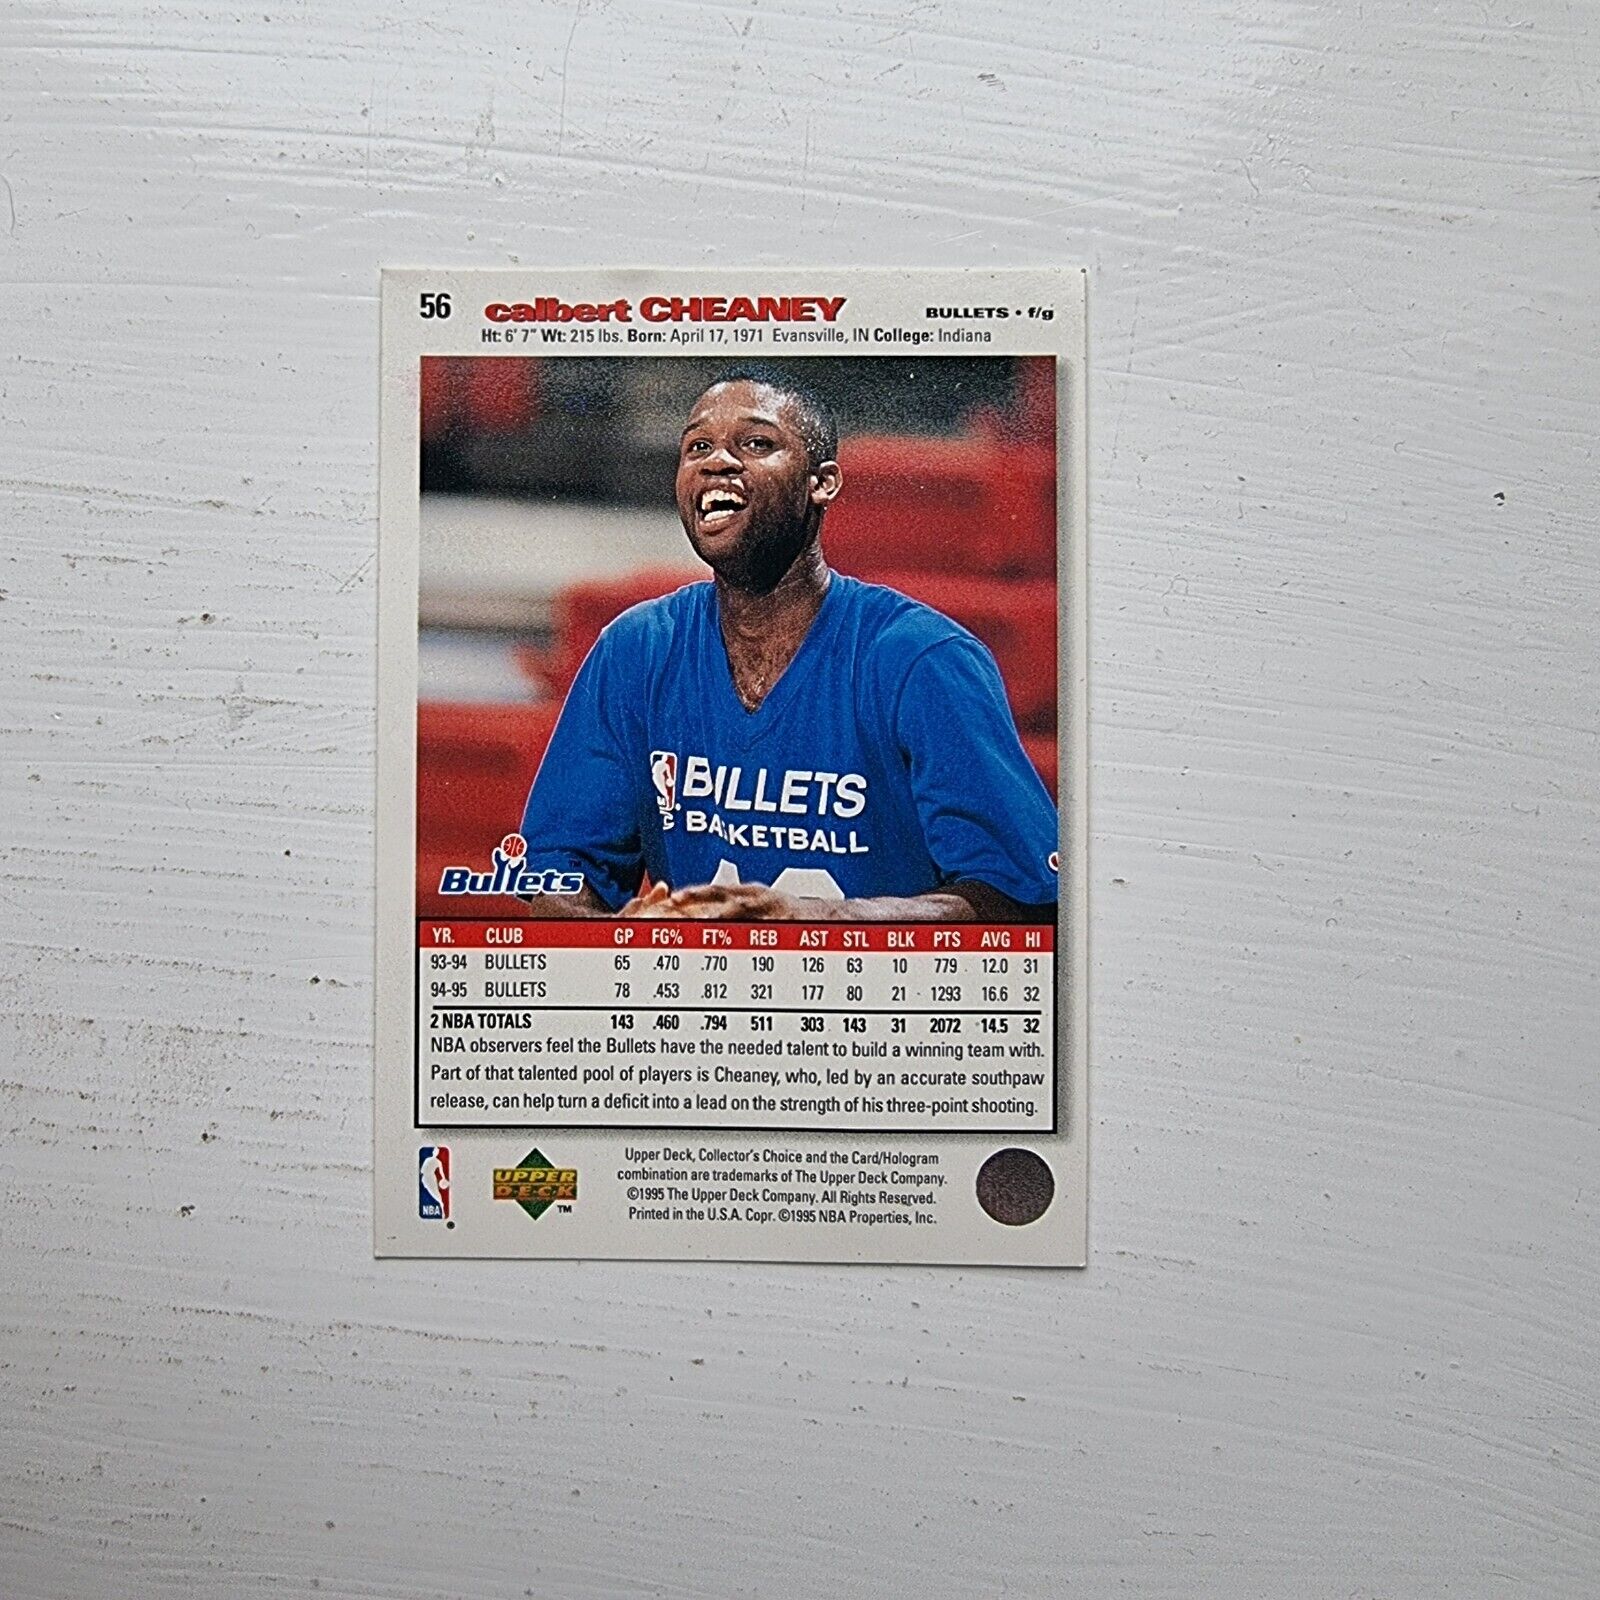 56 calbert CHEANEY BULLETS • f/g
Ht: 6' 7" Wt: 215 lbs. Born: April 17, 1971 Evansville, IN College: Indiana
BULLETS
BASKETBALL
Bullets™
YR. CLUB GP FG% FT% REB AST STL BLK PTS AVG HI
93-94 BULLETS 65 .470 .770 190 126 63 10 779 12.0 31
94-95 BULLETS 78 .453 .812 321 177 80 21 1293 16.6 32
2 NBA TOTALS 143 .460 .794 511 303 143 31 2072 14.5 32
NBA observers feel the Bullets have the needed talent to build a winning team with.
Part of that talented pool of players is Cheaney, who, led by an accurate southpaw
release, can help turn a deficit into a lead on the strength of his three-point shooting.
NBA ®
UPPER
DECK ™
Upper Deck, Collector's Choice and the Card/Hologram
combination are trademarks of The Upper Deck Company.
©1995 The Upper Deck Company. All Rights Reserved.
Printed in the U.S.A. Copr. ©1995 NBA Properties, Inc.